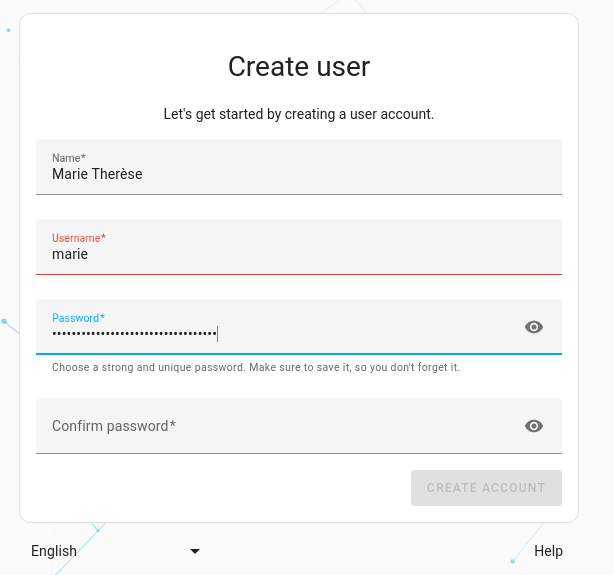 Create user
Let's get started by creating a user account.
Name*
Marie Therèse
Username*
marie
Password*
••••••••••••••••••••••••••••••••••
Choose a strong and unique password. Make sure to save it, so you don't forget it.
Confirm password*
CREATE ACCOUNT
English
Help